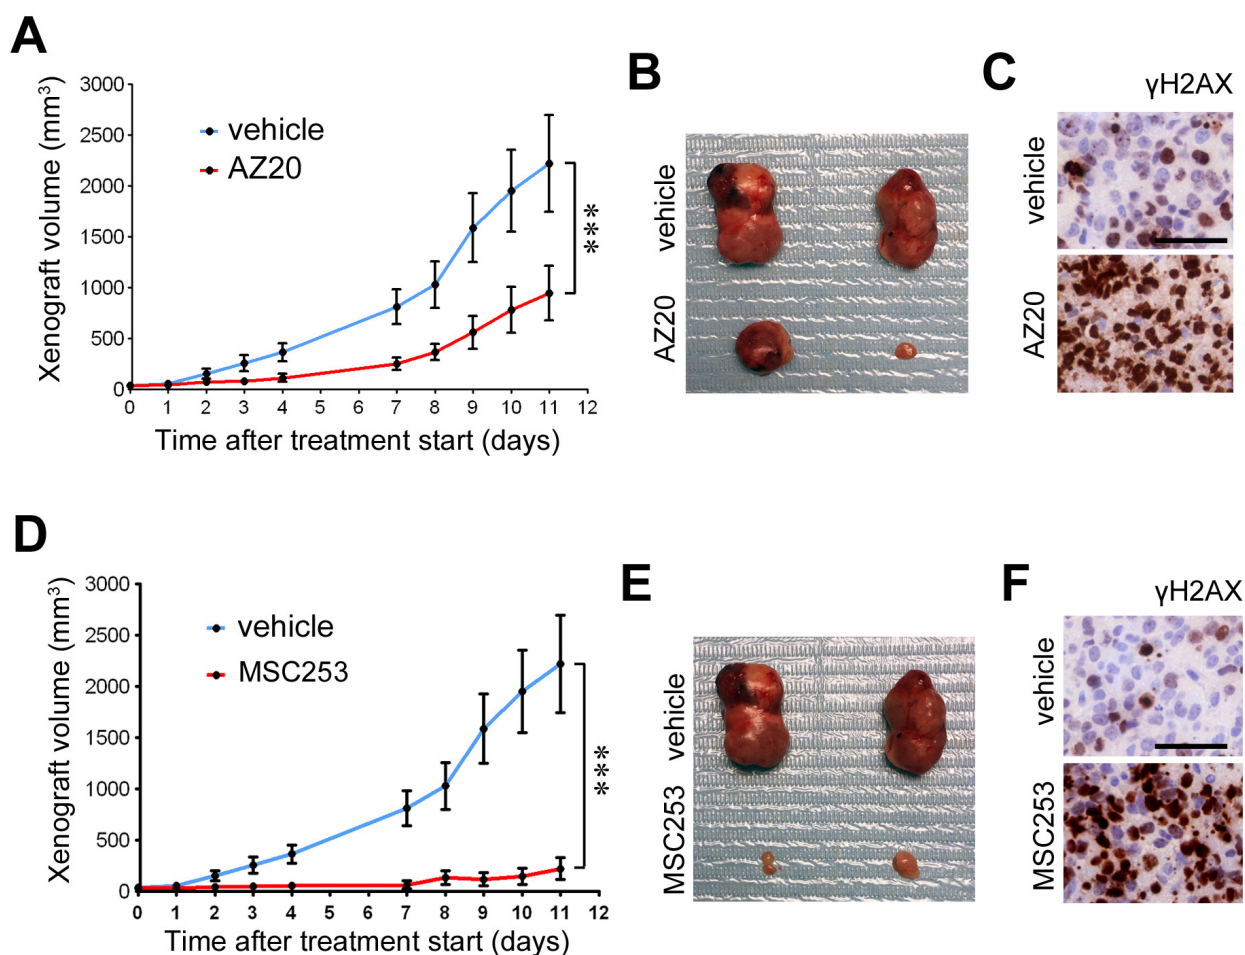 A
Xenograft volume (mm³)
3000
2500
2000
1500
1000
500
0
vehicle
AZ20
***
0 1 2 3 4 5 6 7 8 9 10 11 12
Time after treatment start (days)
B
vehicle
AZ20
C
γH2AX
vehicle
AZ20
D
Xenograft volume (mm³)
3000
2500
2000
1500
1000
500
0
vehicle
MSC253
***
0 1 2 3 4 5 6 7 8 9 10 11 12
Time after treatment start (days)
E
vehicle
MSC253
F
γH2AX
vehicle
MSC253